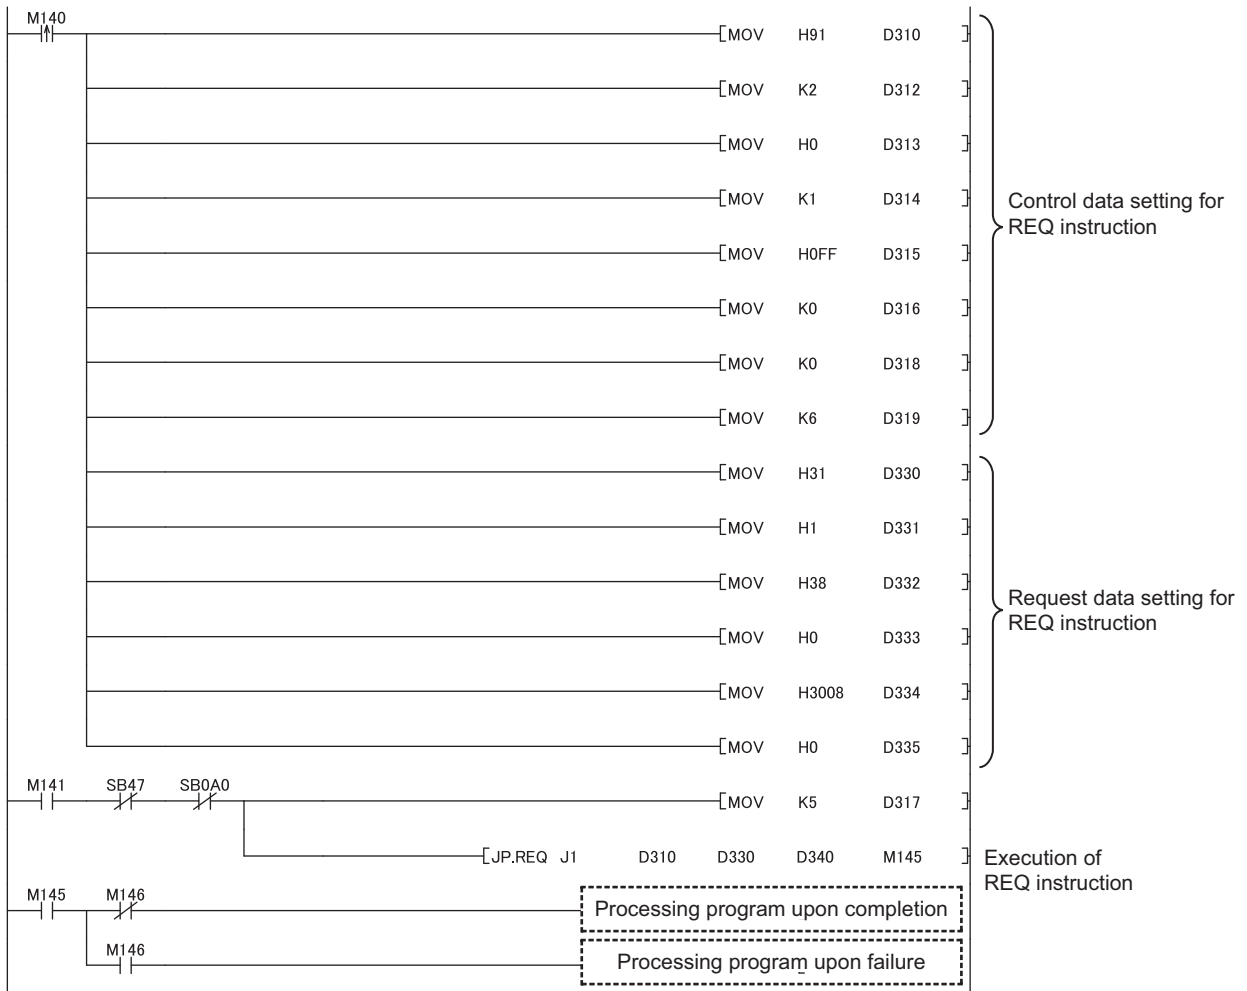 M140
[MOV H91 D310 ]
[MOV K2 D312 ]
[MOV H0 D313 ]
[MOV K1 D314 ]
[MOV H0FF D315 ]
[MOV K0 D316 ]
[MOV K0 D318 ]
[MOV K6 D319 ]
Control data setting for
REQ instruction
[MOV H31 D330 ]
[MOV H1 D331 ]
[MOV H38 D332 ]
[MOV H0 D333 ]
[MOV H3008 D334 ]
[MOV H0 D335 ]
Request data setting for
REQ instruction
M141 SB47 SB0A0
[MOV K5 D317 ]
[JP.REQ J1 D310 D330 D340 M145 ]
Execution of
REQ instruction
M145 M146
Processing program upon completion
M146
Processing program upon failure